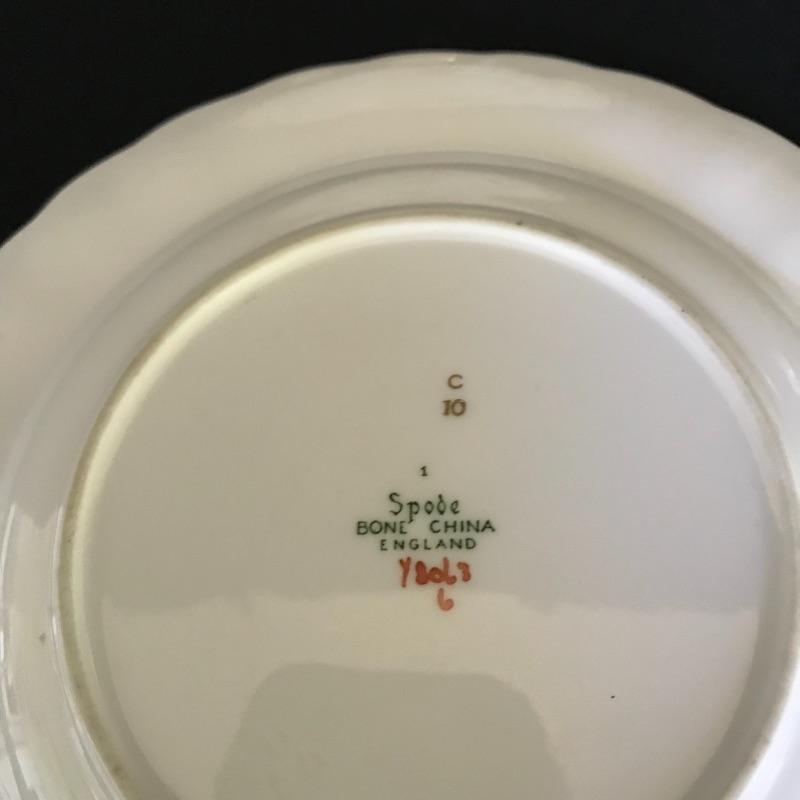 C
10
1
Spode
BONE CHINA
ENGLAND
Y8063
6